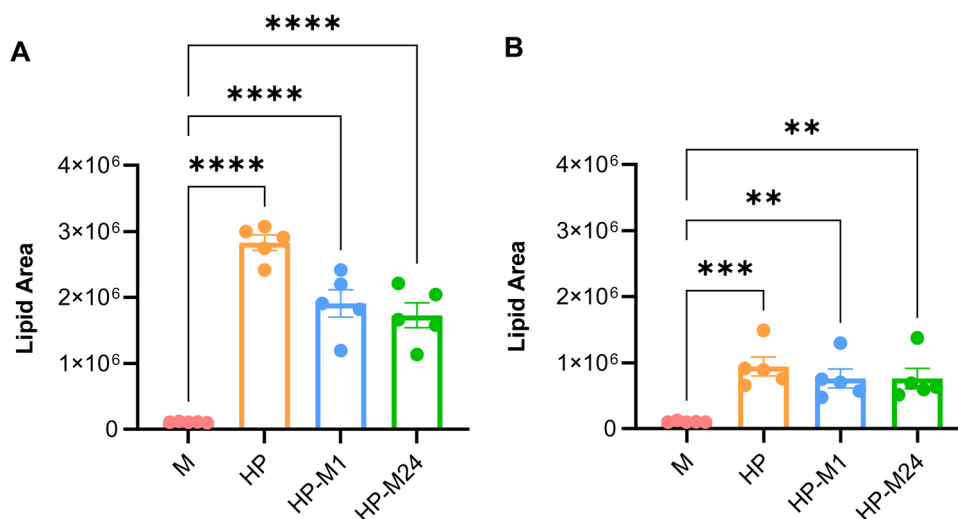 A
****
****
****
4×10⁶
3×10⁶
2×10⁶
1×10⁶
0
Lipid Area
M
HP
HP-M1
HP-M24
B
**
**
***
4×10⁶
3×10⁶
2×10⁶
1×10⁶
0
Lipid Area
M
HP
HP-M1
HP-M24